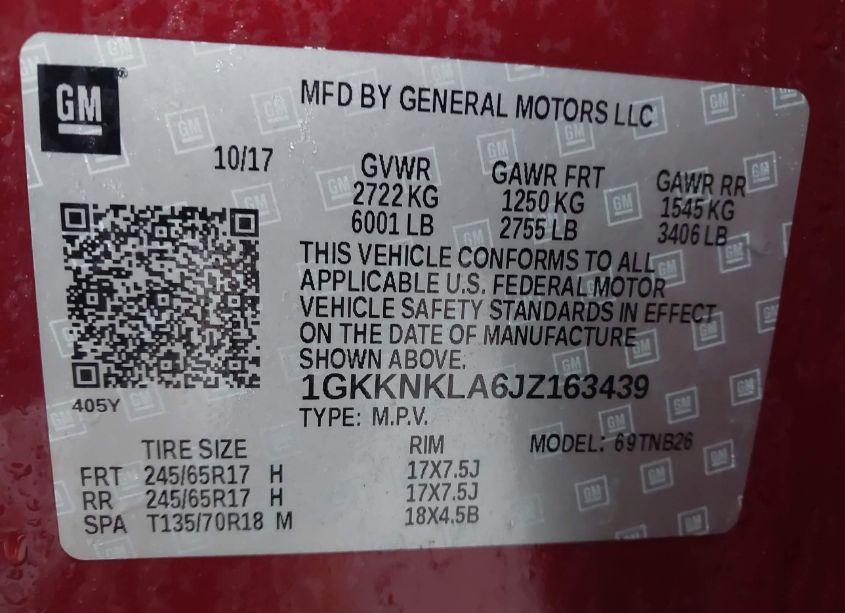 GM
MFD BY GENERAL MOTORS LLC
10/17
GVWR GAWR FRT GAWR RR
2722 KG 1250 KG 1545 KG
6001 LB 2755 LB 3406 LB
THIS VEHICLE CONFORMS TO ALL
APPLICABLE U.S. FEDERAL MOTOR
VEHICLE SAFETY STANDARDS IN EFFECT
ON THE DATE OF MANUFACTURE
SHOWN ABOVE.
1GKKNKLA6JZ163439
405Y
TYPE: M.P.V.
TIRE SIZE RIM MODEL: 69TNB26
FRT 245/65R17 H 17X7.5J
RR 245/65R17 H 17X7.5J
SPA T135/70R18 M 18X4.5B